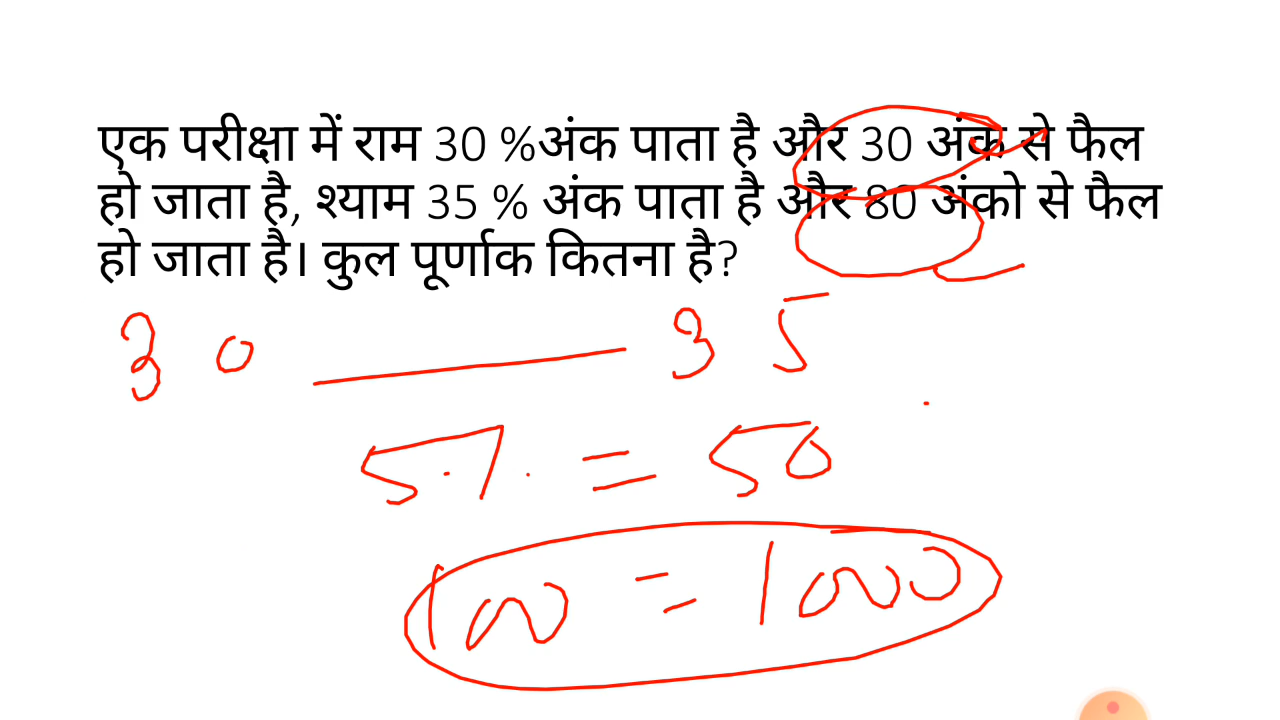 एक परीक्षा में राम 30 %अंक पाता है और 30 अंक से फैल
हो जाता है, श्याम 35 % अंक पाता है और 80 अंको से फैल
हो जाता है। कुल पूर्णाक कितना है?
30 35
5% = 50
100 = 1000